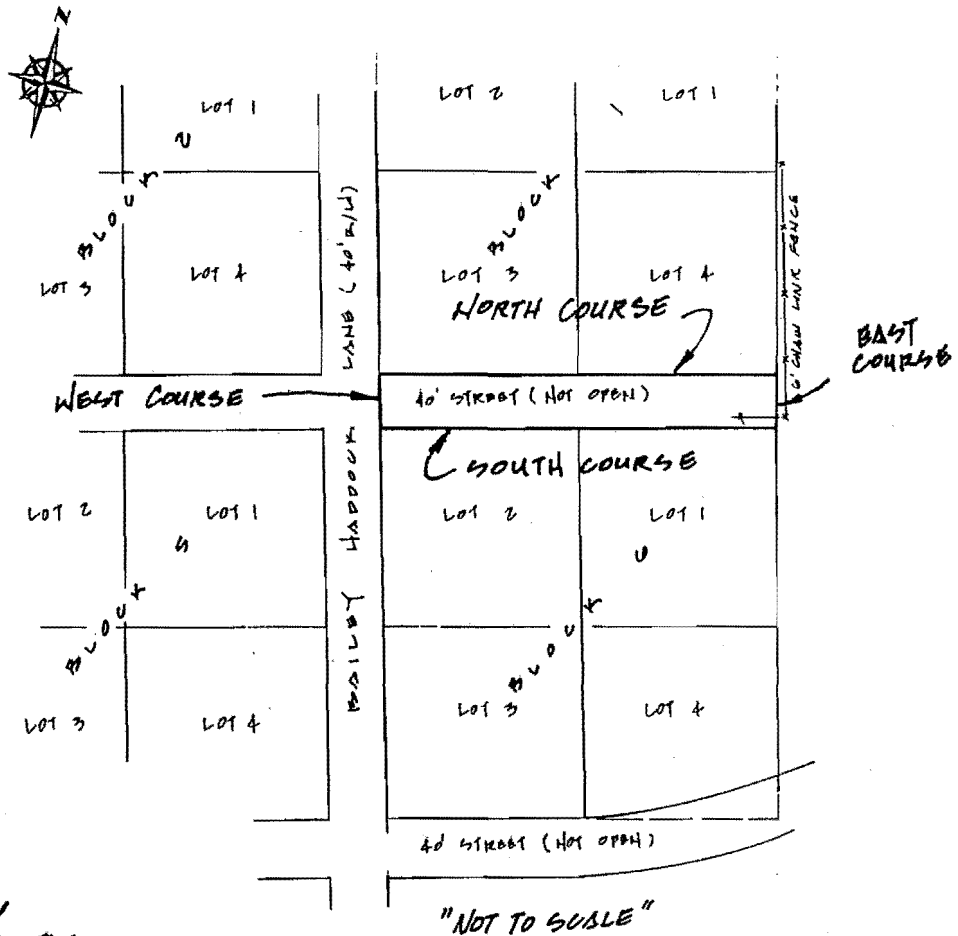 N
LOT 1
LOT 2
LOT 1
BLOCK 2
BLOCK
LOT 3
LOT 4
LOT 3
LOT 4
LANE (40' R/W)
6' CHAIN LINK FENCE
NORTH COURSE
EAST
COURSE
WEST COURSE
40' STREET (NOT OPEN)
SOUTH COURSE
BAILEY HADDOCK
LOT 2
LOT 1
LOT 2
LOT 1
BLOCK
BLOCK
LOT 3
LOT 4
LOT 3
LOT 4
40' STREET (NOT OPEN)
"NOT TO SCALE"